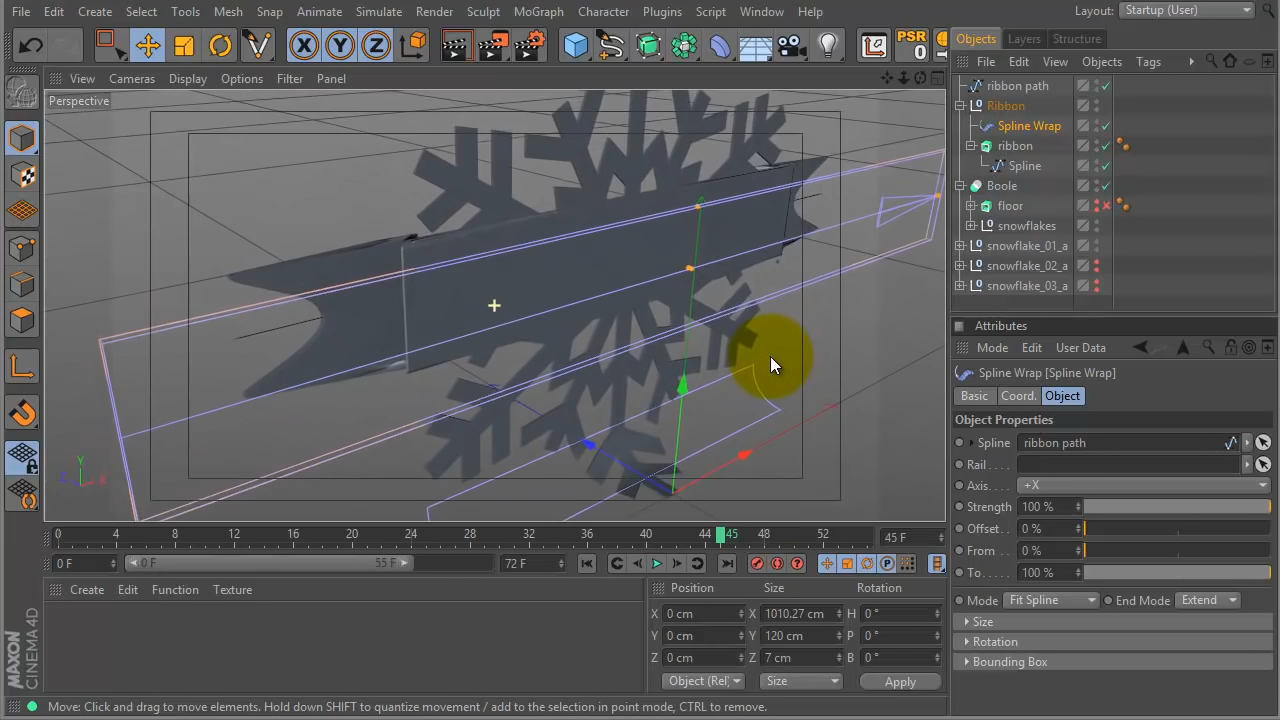 File Edit Create Select Tools Mesh Snap Animate Simulate Render Sculpt MoGraph Character Plugins Script Window Help Layout: Startup (User)
X Y Z PSR 0
Objects Layers Structure
File Edit View Objects Tags
View Cameras Display Options Filter Panel
Perspective
ribbon path
Ribbon
Spline Wrap
ribbon
Spline
Boole
floor
snowflakes
snowflake_01_a
snowflake_02_a
snowflake_03_a
Attributes
Mode Edit User Data
Spline Wrap [Spline Wrap]
Basic Coord. Object
Object Properties
Spline ribbon path
Rail . . . .
Axis. . . . +X
Strength 100 %
Offset. . 0 %
From . . 0 %
To. . . . . 100 %
Mode Fit Spline End Mode Extend
Size
Rotation
Bounding Box
Y
Z X
0 4 8 12 16 20 24 28 32 36 40 45 48 52 45 F
0 F 0 F 55 F 72 F
Create Edit Function Texture
Position Size Rotation
X 0 cm X 1010.27 cm H 0 °
Y 0 cm Y 120 cm P 0 °
Z 0 cm Z 7 cm B 0 °
Object (Rel) Size Apply
MAXON CINEMA 4D
Move: Click and drag to move elements. Hold down SHIFT to quantize movement / add to the selection in point mode, CTRL to remove.